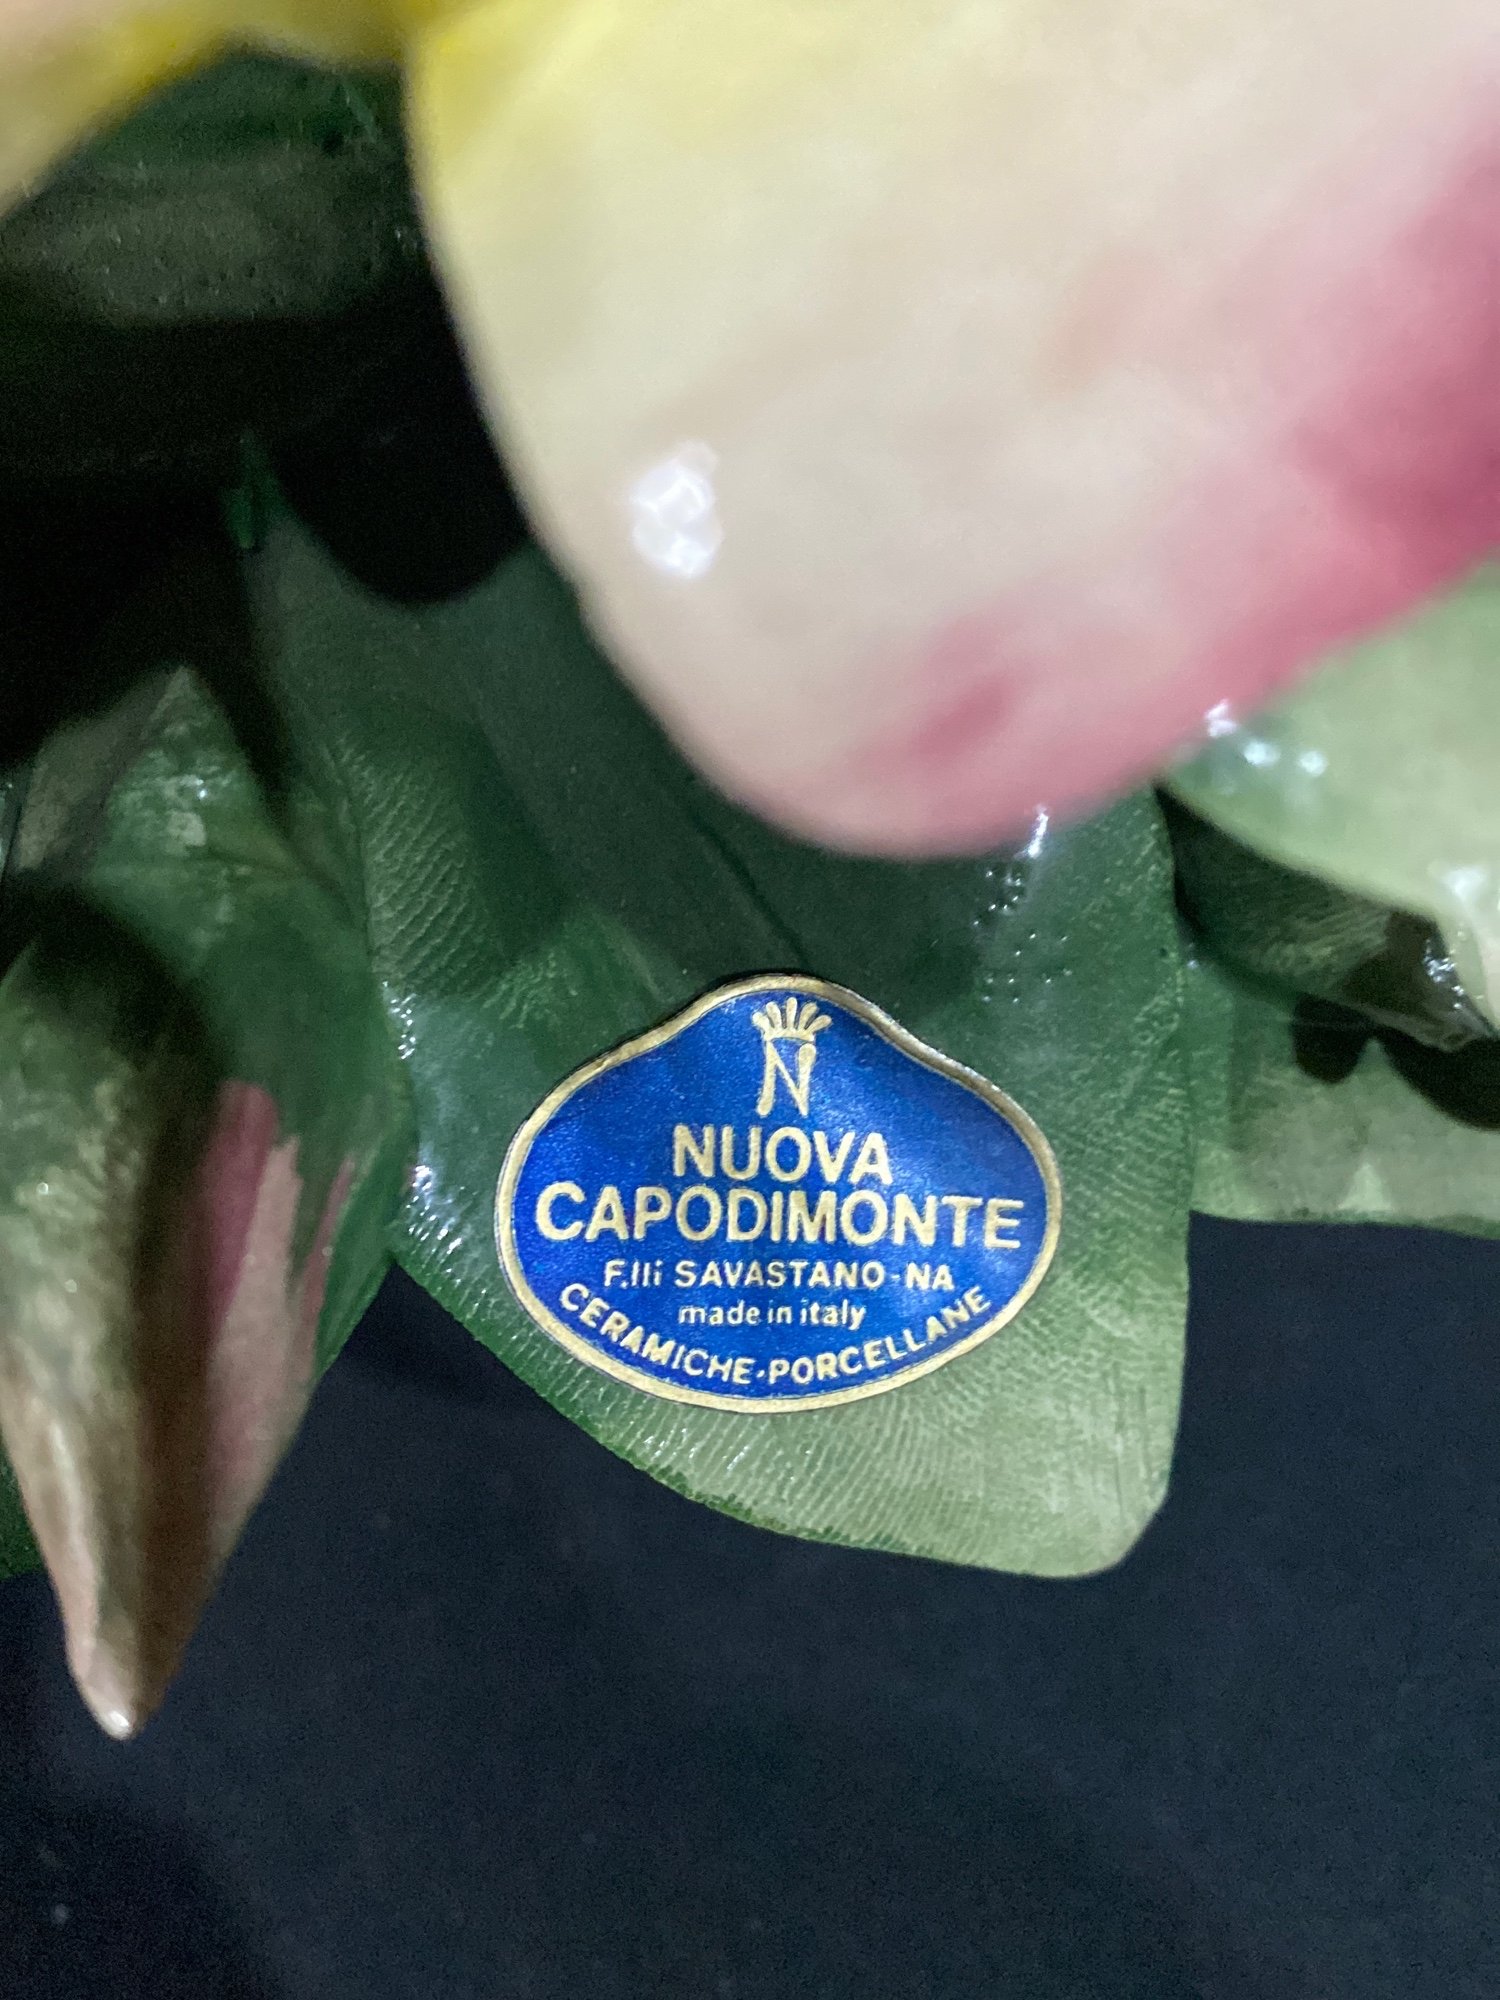 N
NUOVA
CAPODIMONTE
F.lli SAVASTANO-NA
made in italy
CERAMICHE-PORCELLANE